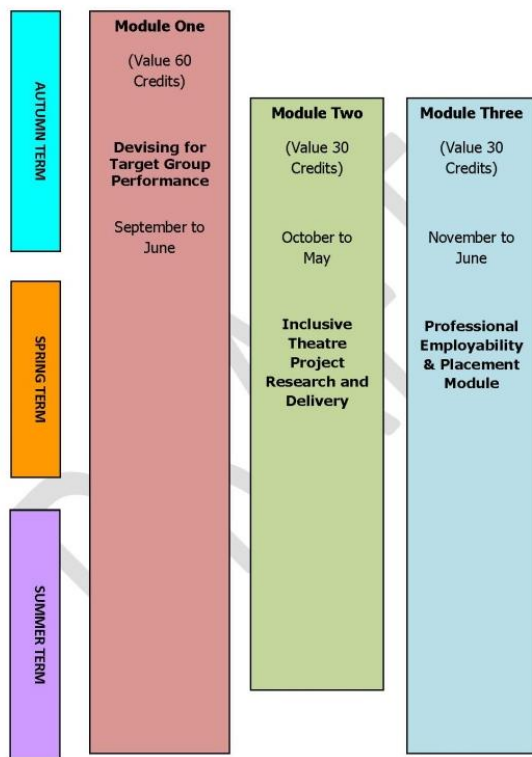 AUTUMN TERM
SPRING TERM
SUMMER TERM
Module One
(Value 60
Credits)
Devising for
Target Group
Performance
September to
June
Module Two
(Value 30
Credits)
October to
May
Inclusive
Theatre
Project
Research and
Delivery
Module Three
(Value 30
Credits)
November to
June
Professional
Employability
& Placement
Module